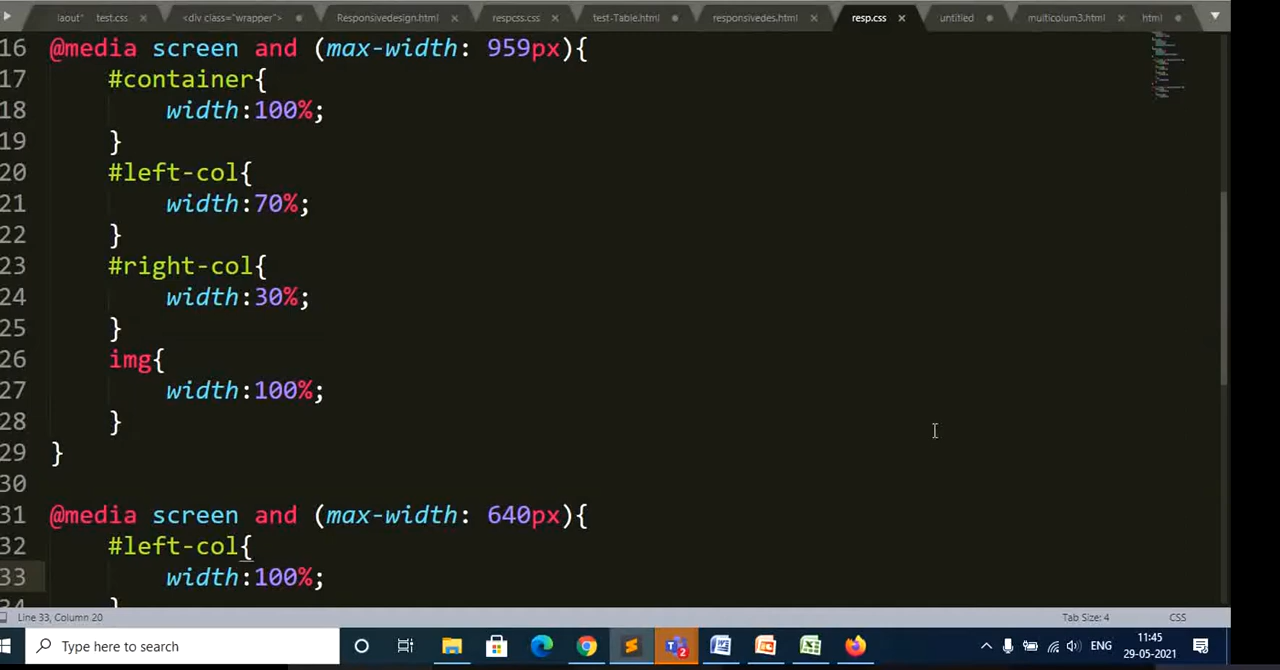 laout" test.css <div class="wrapper"> Responsivedesign.html respcss.css test-Table.html responsivedes.html resp.css untitled multicolum3.html html
16 @media screen and (max-width: 959px){
17 #container{
18 width:100%;
19 }
20 #left-col{
21 width:70%;
22 }
23 #right-col{
24 width:30%;
25 }
26 img{
27 width:100%;
28 }
29 }
30
31 @media screen and (max-width: 640px){
32 #left-col{
33 width:100%;
}
Line 33, Column 20 Tab Size: 4 CSS
Type here to search 2 ENG 11:45
29-05-2021